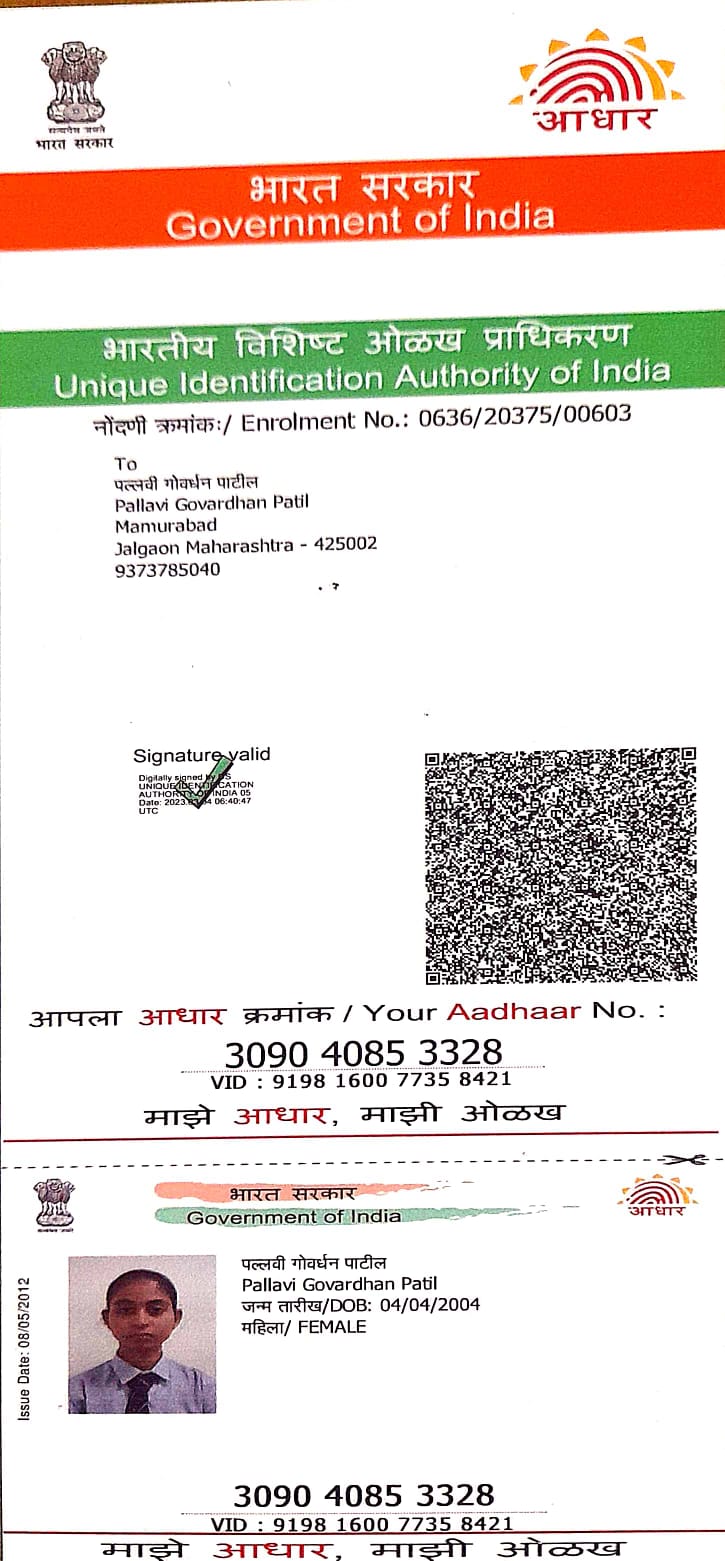 भारत सरकार
आधार
भारत सरकार
Government of India
भारतीय विशिष्ट ओळख प्राधिकरण
Unique Identification Authority of India
नोंदणी क्रमांक:/ Enrolment No.: 0636/20375/00603
To
पल्लवी गोवर्धन पाटील
Pallavi Govardhan Patil
Mamurabad
Jalgaon Maharashtra - 425002
9373785040
Signature valid
Digitally signed by DS
UNIQUE IDENTIFICATION
AUTHORITY OF INDIA 05
Date: 2023. 06:40:47
UTC
आपला आधार क्रमांक / Your Aadhaar No. :
3090 4085 3328
VID : 9198 1600 7735 8421
माझे आधार, माझी ओळख
भारत सरकार
Government of India
आधार
Issue Date: 08/05/2012
पल्लवी गोवर्धन पाटील
Pallavi Govardhan Patil
जन्म तारीख/DOB: 04/04/2004
महिला/ FEMALE
3090 4085 3328
VID : 9198 1600 7735 8421
माझे आधार, माझी ओळख